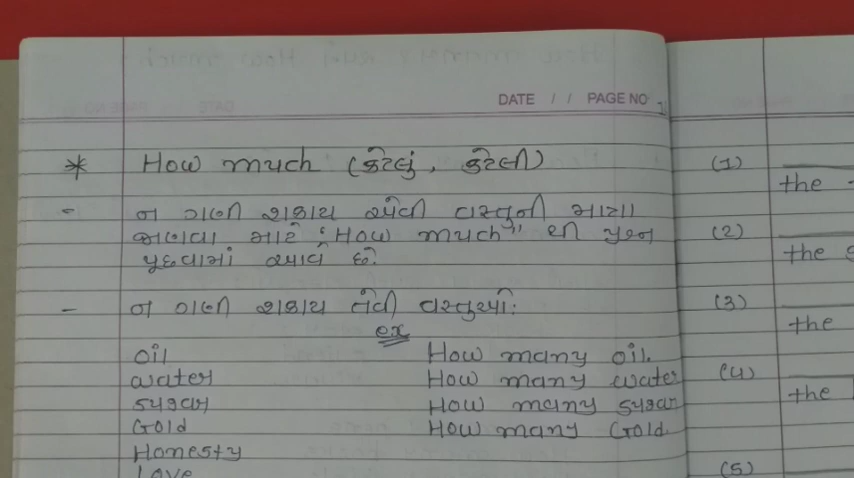 DATE / / PAGE NO
* How much (કેટલું, કેટલી)
- ન ગણી શકાય એવી વસ્તુની માત્રા
જાણવા માટે "How much" થી પ્રશ્ન
પૂછવામાં આવે છે.
- ન ગણી શકાય તેવી વસ્તુઓ:
ex
oil How many oil.
water How many water
sugar How many sugar
Gold How many Gold.
Honesty
Love
(1)
the
(2)
the
(3)
the
(4)
the
(5)